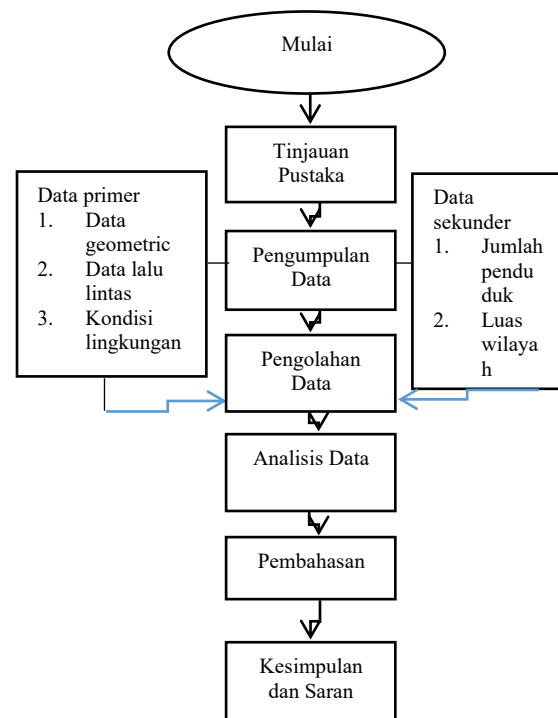 Mulai
Tinjauan
Pustaka
Data primer
1. Data
geometric
2. Data lalu
lintas
3. Kondisi
lingkungan
Pengumpulan
Data
Data
sekunder
1. Jumlah
pendu
duk
2. Luas
wilaya
h
Pengolahan
Data
Analisis Data
Pembahasan
Kesimpulan
dan Saran